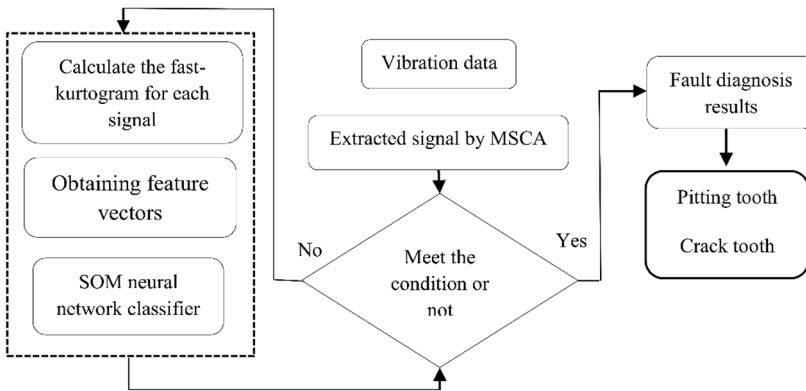 Calculate the fast-
kurtogram for each
signal
Obtaining feature
vectors
SOM neural
network classifier
Vibration data
Extracted signal by MSCA
No
Meet the
condition or
not
Yes
Fault diagnosis
results
Pitting tooth
Crack tooth